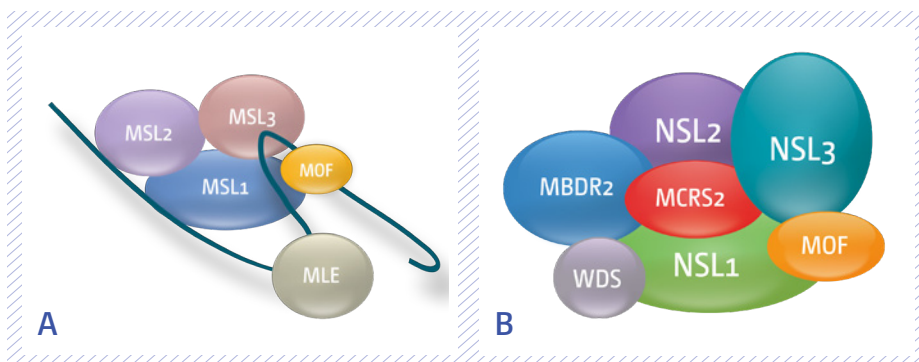 MSL2
MSL3
MOF
MSL1
MLE
A
NSL2
NSL3
MBDR2
MCRS2
MOF
NSL1
WDS
B